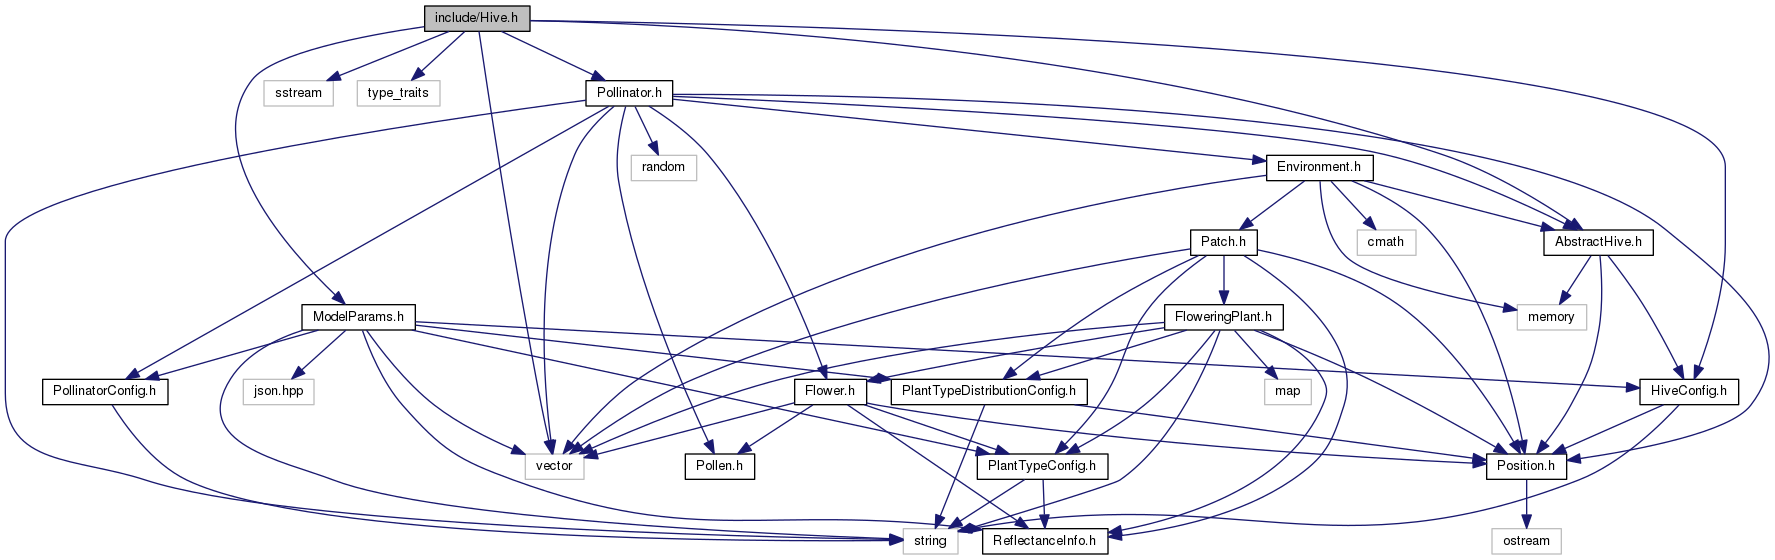 include/Hive.h
sstream
type_traits
Pollinator.h
random
Environment.h
Patch.h
cmath
AbstractHive.h
ModelParams.h
FloweringPlant.h
memory
PollinatorConfig.h
json.hpp
Flower.h
PlantTypeDistributionConfig.h
map
HiveConfig.h
vector
Pollen.h
PlantTypeConfig.h
Position.h
string
ReflectanceInfo.h
ostream